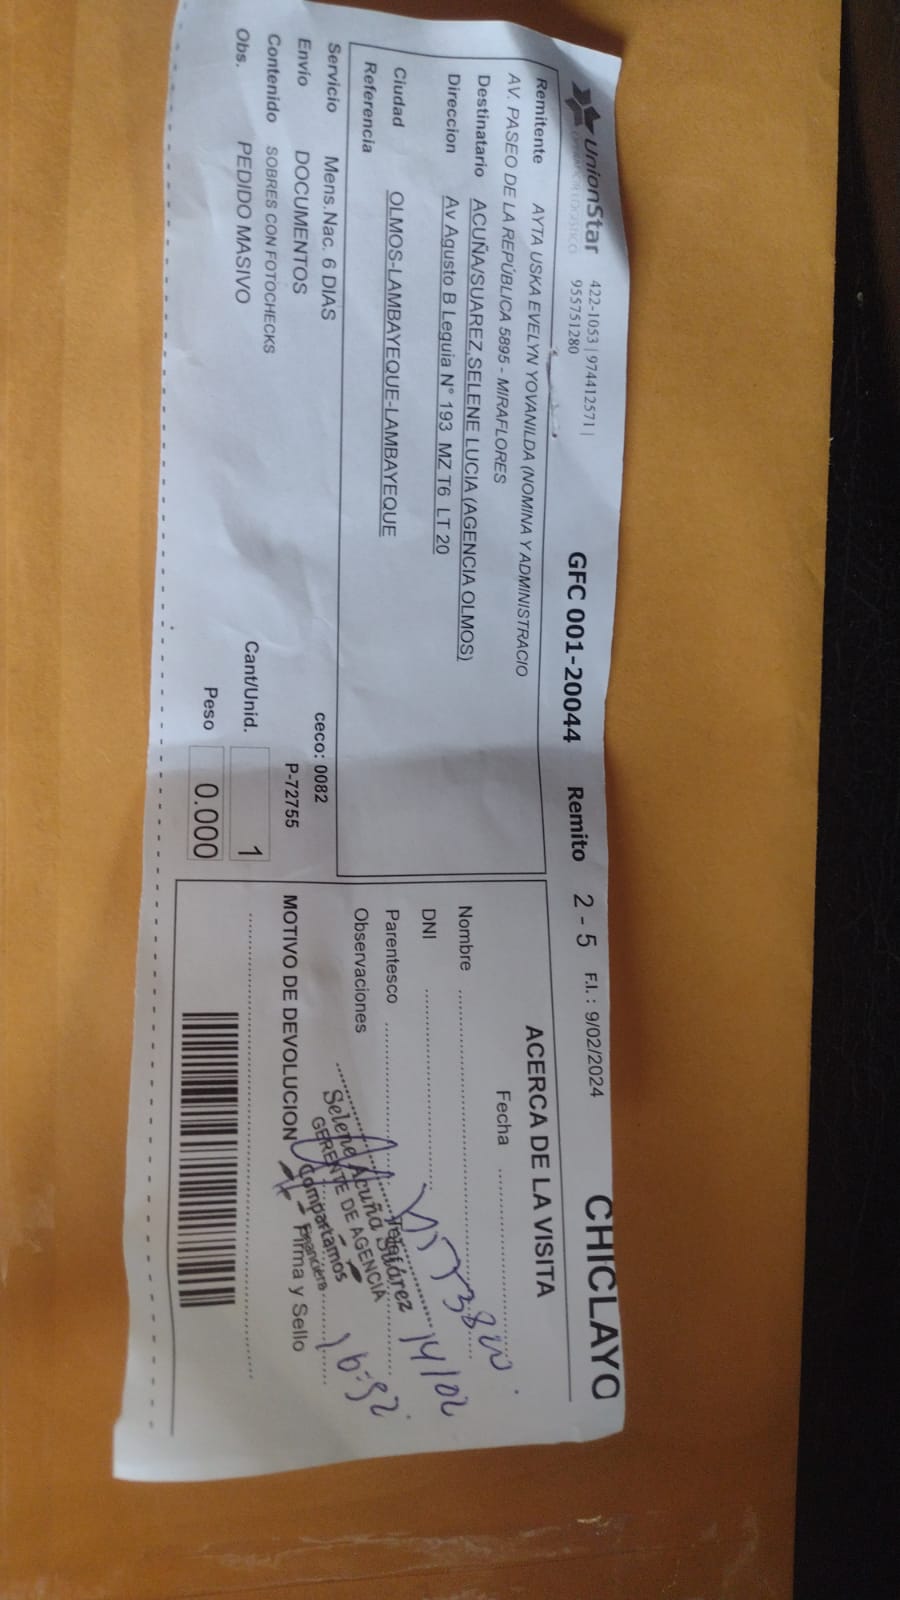 UnionStar
OPERADOR LOGISTICO
422-1053 | 974412571 |
955751280
GFC 001-20044 Remito 2 - 5 F.I. : 9/02/2024 CHICLAYO
Remitente AYTA USKA EVELYN YOVANILDA (NOMINA Y ADMINISTRACIO
AV. PASEO DE LA REPÚBLICA 5895 - MIRAFLORES
Destinatario ACUÑA/SUAREZ,SELENE LUCIA (AGENCIA OLMOS)
Direccion Av Agusto B Leguia N° 193 MZ T6 LT 20
Ciudad OLMOS-LAMBAYEQUE-LAMBAYEQUE
Referencia
Servicio Mens.Nac. 6 DIAS
ceco: 0082
Envío DOCUMENTOS
P-72755
Contenido SOBRES CON FOTOCHECKS
Cant/Unid. 1
Obs. PEDIDO MASIVO
Peso 0.000
ACERCA DE LA VISITA
Fecha
Nombre
DNI
14/02
Parentesco
Observaciones
16:52
Selene Acuña Suárez
GERENTE DE AGENCIA
Compartamos
Financiera
Firma y Sello
MOTIVO DE DEVOLUCION